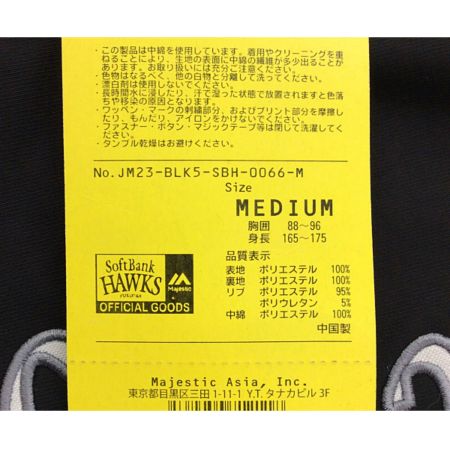 ・この製品は中綿を使用しています。着用やクリーニングを重
ねることにより、生地の表面に中綿の繊維が多少出ることが
あります。お取り扱いには充分ご注意ください。
・色物はなるべく、他の白物と分離して洗ってください。
・漂白剤は使用しないでください。
・長時間水に浸したり、汗で湿った状態で放置されますと色落
ちや移染の原因となります。
・ワッペン・マークの刺繍部分、およびプリント部分を摩擦し
たり、もんだり、アイロンをかけないでください。
・ファスナー・ボタン・マジックテープ等は閉じて洗濯してく
ださい。
・タンブル乾燥はお避けください。
No.JM23-BLK5-SBH-0066-M
Size
MEDIUM
胸囲 88～96
身長 165～175
品質表示
表地 ポリエステル 100%
裏地 ポリエステル 100%
リブ ポリエステル 95%
ポリウレタン 5%
中綿 ポリエステル 100%
中国製
SoftBank
HAWKS
FUKUOKA
Majestic
OFFICIAL GOODS
Majestic Asia, Inc.
東京都目黒区三田 1-11-1 Y.T. タナカビル 3F